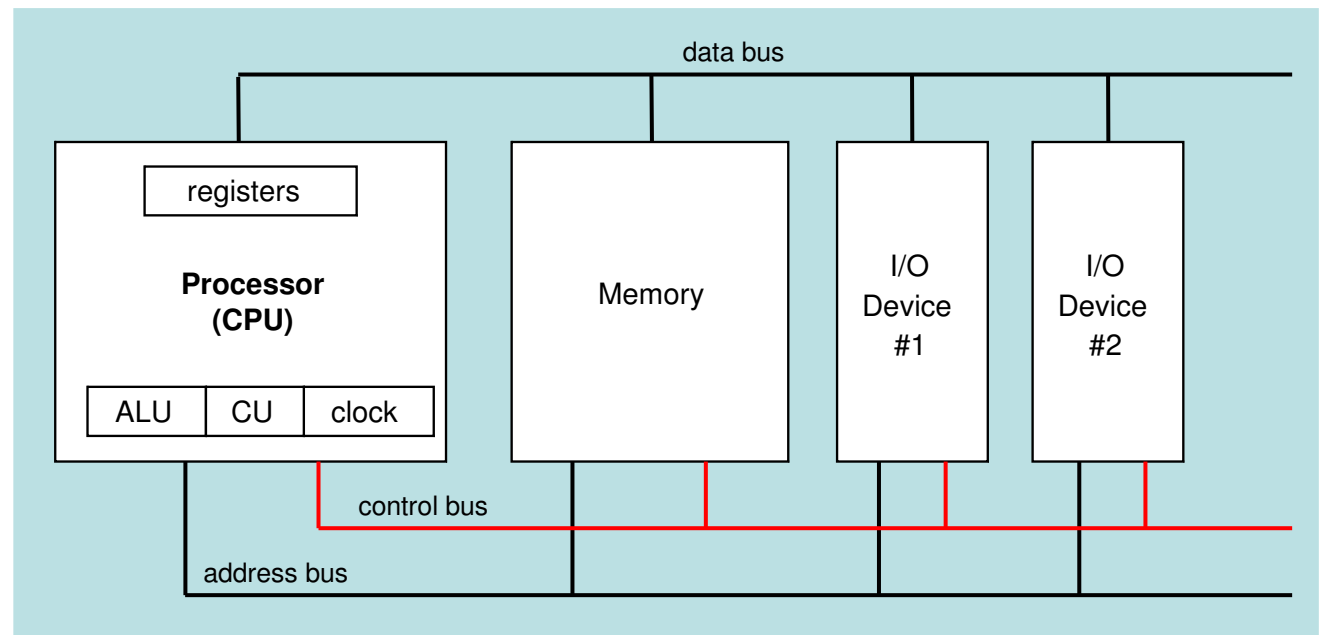 data bus
registers
Processor
(CPU)
ALU
CU
clock
Memory
I/O
Device
#1
I/O
Device
#2
control bus
address bus